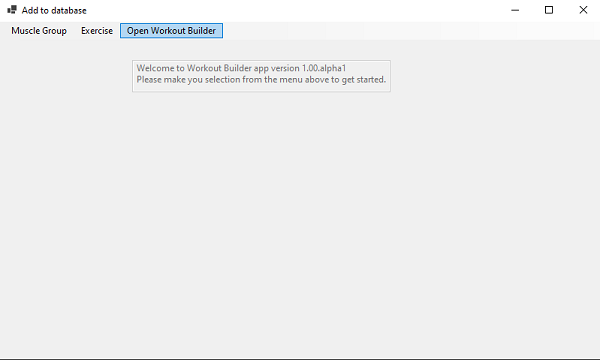 Add to database
Muscle Group Exercise Open Workout Builder
Welcome to Workout Builder app version 1.00.alpha1
Please make you selection from the menu above to get started.